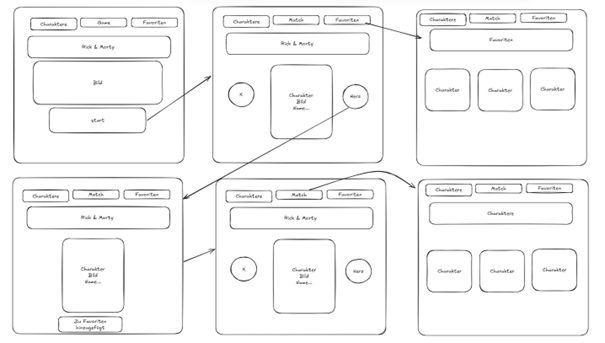 Charaktere Game Favoriten
Rick & Morty
Bild
start
Charaktere Match Favoriten
Rick & Morty
X
Charakter
Bild
Name...
Herz
Charaktere Match Favoriten
Favoriten
Charakter Charakter Charakter
Charaktere Match Favoriten
Rick & Morty
Charakter
Bild
Name...
Zu Favoriten
hinzugefügt
Charaktere Match Favoriten
Rick & Morty
X
Charakter
Bild
Name...
Herz
Charaktere Match Favoriten
Charaktere
Charakter Charakter Charakter